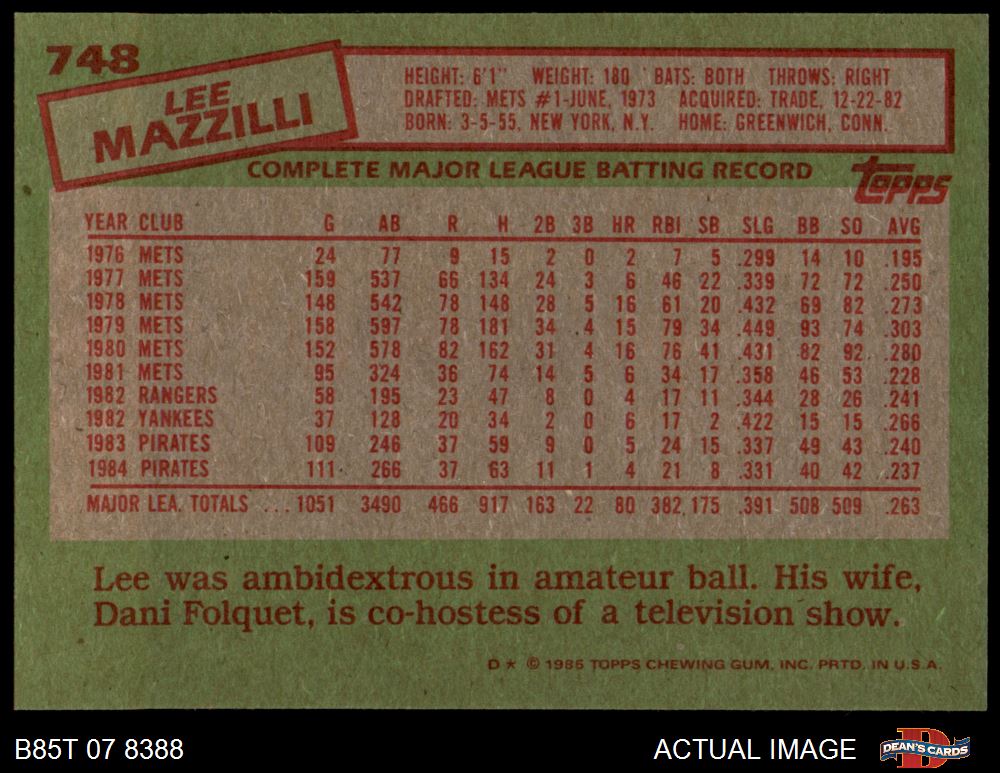 748
LEE
MAZZILLI
HEIGHT: 6'1" WEIGHT: 180 BATS: BOTH THROWS: RIGHT
DRAFTED: METS #1-JUNE, 1973 ACQUIRED: TRADE, 12-22-82
BORN: 3-5-55, NEW YORK, N.Y. HOME: GREENWICH, CONN.
COMPLETE MAJOR LEAGUE BATTING RECORD
topps
YEAR CLUB G AB R H 2B 3B HR RBI SB SLG BB SO AVG
1976 METS 24 77 9 15 2 0 2 7 5 .299 14 10 .195
1977 METS 159 537 66 134 24 3 6 46 22 .339 72 72 .250
1978 METS 148 542 78 148 28 5 16 61 20 .432 69 82 .273
1979 METS 158 597 78 181 34 4 15 79 34 .449 93 74 .303
1980 METS 152 578 82 162 31 4 16 76 41 .431 82 92 .280
1981 METS 95 324 36 74 14 5 6 34 17 .358 46 53 .228
1982 RANGERS 58 195 23 47 8 0 4 17 11 .344 28 26 .241
1982 YANKEES 37 128 20 34 2 0 6 17 2 .422 15 15 .266
1983 PIRATES 109 246 37 59 9 0 5 24 15 .337 49 43 .240
1984 PIRATES 111 266 37 63 11 1 4 21 8 .331 40 42 .237
MAJOR LEA. TOTALS ... 1051 3490 466 917 163 22 80 382 175 .391 508 509 .263
Lee was ambidextrous in amateur ball. His wife,
Dani Folquet, is co-hostess of a television show.
D * © 1985 TOPPS CHEWING GUM, INC. PRTD. IN U.S.A.
B85T 07 8388 ACTUAL IMAGE
D
DEAN'S CARDS